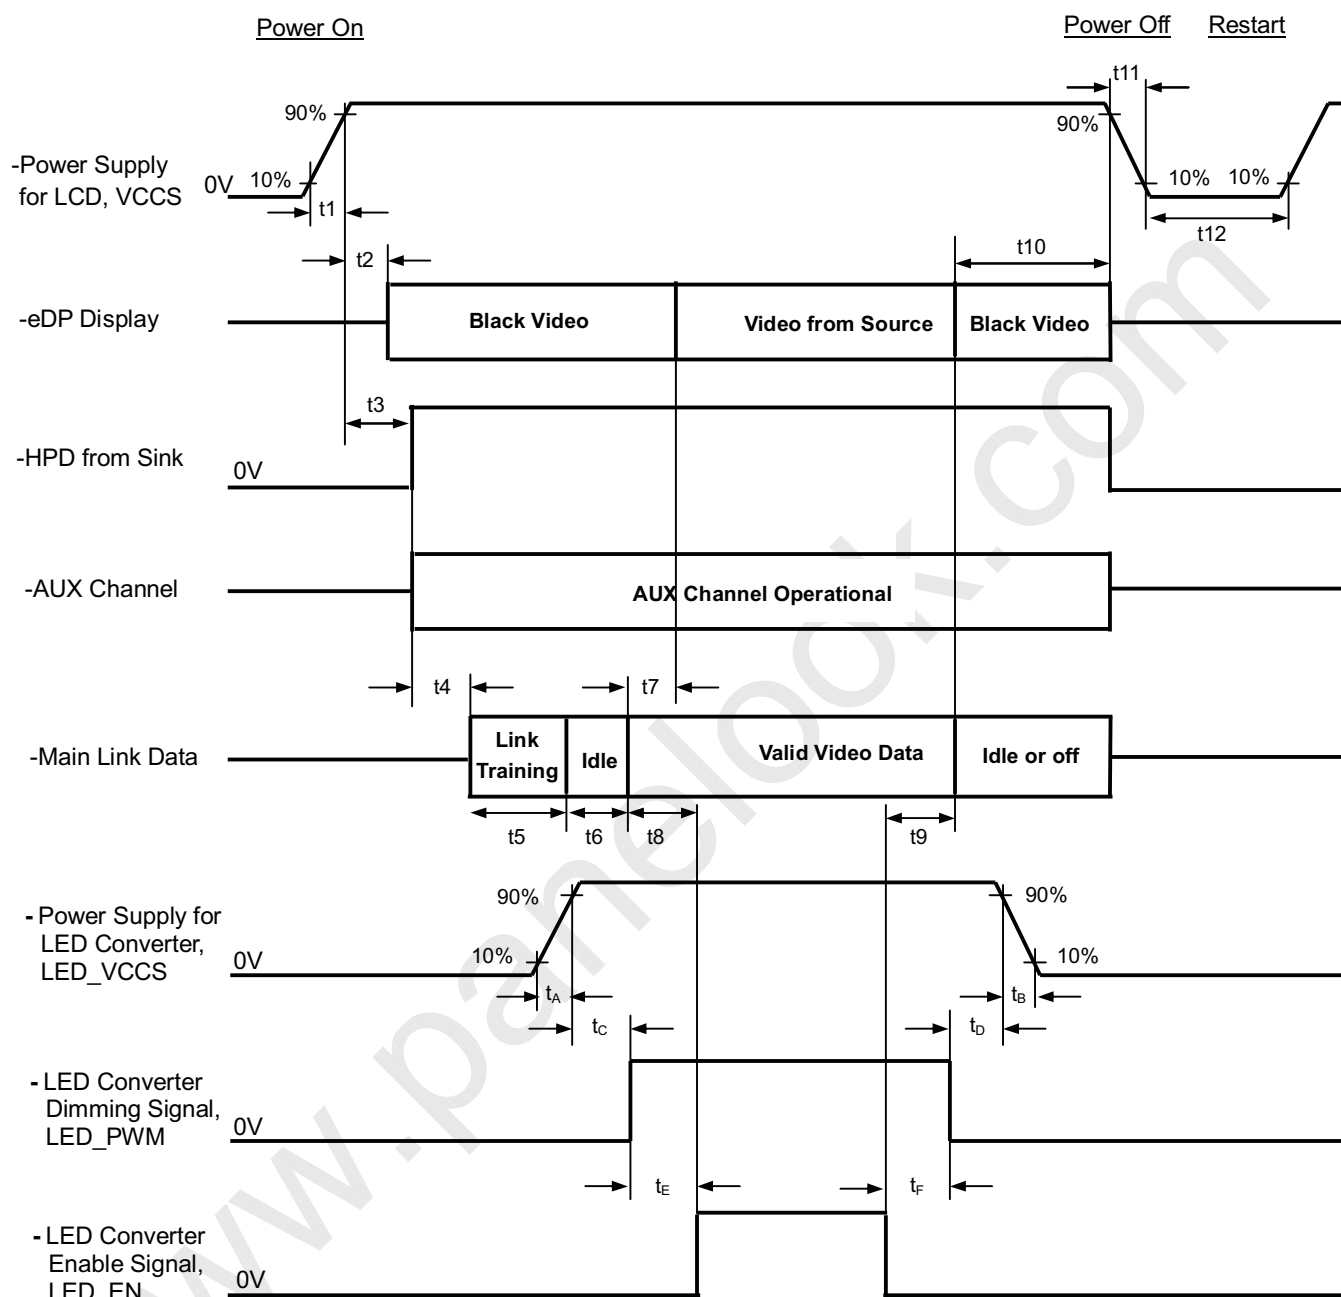 Power On
Power Off Restart
t11
90%
90%
-Power Supply
for LCD, VCCS
0V
10%
10%
10%
t1
t12
t2
t10
-eDP Display
Black Video
Video from Source
Black Video
t3
-HPD from Sink
0V
-AUX Channel
AUX Channel Operational
t4
t7
-Main Link Data
Link
Training
Idle
Valid Video Data
Idle or off
t5
t6
t8
t9
90%
90%
- Power Supply for
LED Converter,
LED_VCCS
0V
10%
10%
tA
tB
tC
tD
- LED Converter
Dimming Signal,
LED_PWM
0V
tE
tF
- LED Converter
Enable Signal,
LED_EN
0V
www.panelook.com